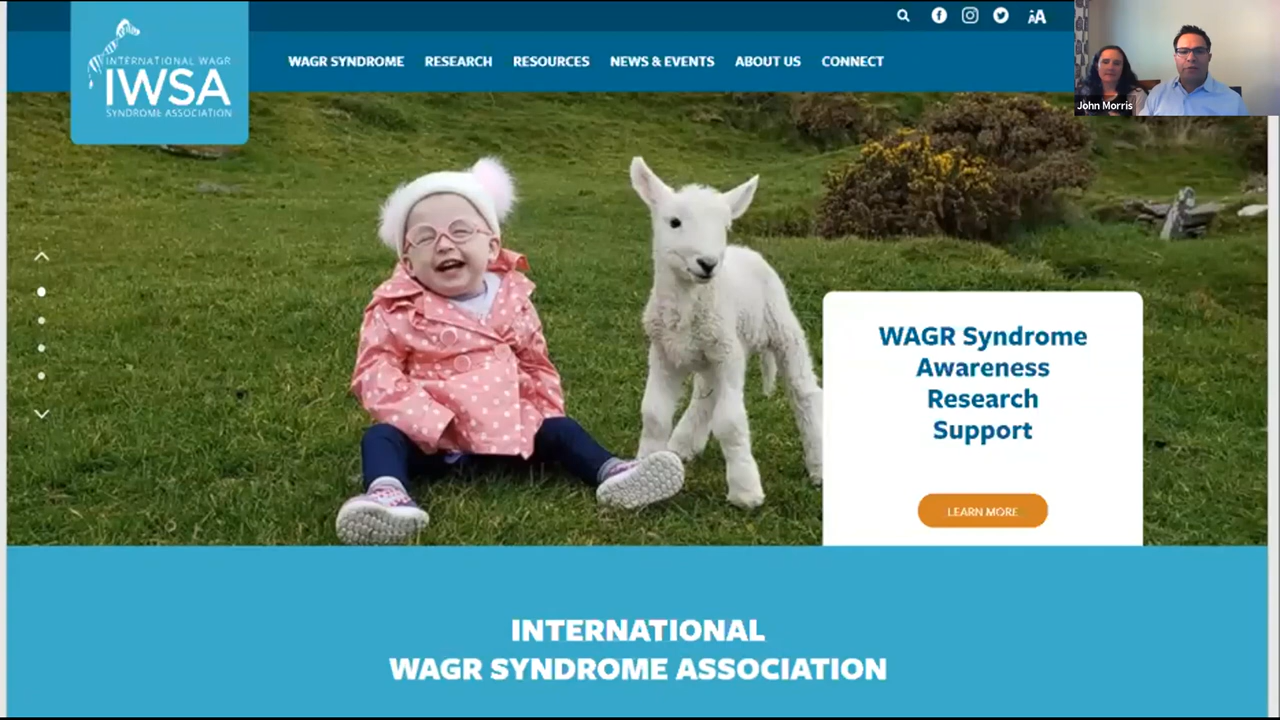 INTERNATIONAL WAGR
IWSA
SYNDROME ASSOCIATION
WAGR SYNDROME RESEARCH RESOURCES NEWS & EVENTS ABOUT US CONNECT
AA
John Morris
WAGR Syndrome
Awareness
Research
Support
LEARN MORE
INTERNATIONAL
WAGR SYNDROME ASSOCIATION